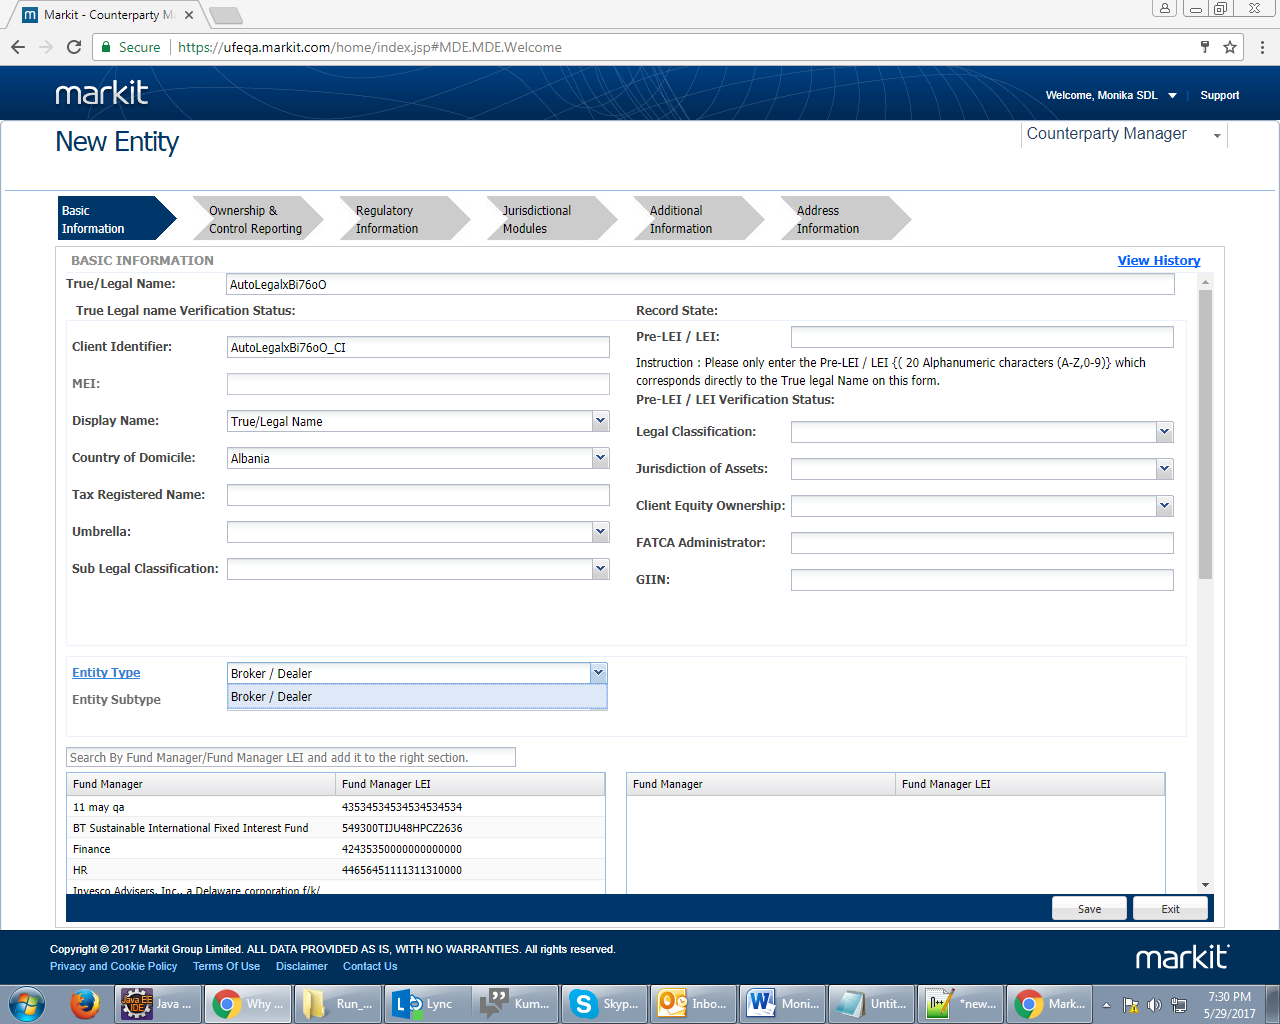 Markit - Counterparty M
Secure
https://ufeqa.markit.com/home/index.jsp#MDE.MDE.Welcome
markit
Welcome, Monika SDL
Support
New Entity
Counterparty Manager
Basic
Information
Ownership &
Control Reporting
Regulatory
Information
Jurisdictional
Modules
Additional
Information
Address
Information
BASIC INFORMATION
View History
True/Legal Name:
AutoLegalxBi76oO
True Legal name Verification Status:
Record State:
Client Identifier:
AutoLegalxBi76oO_CI
Pre-LEI / LEI:
Instruction : Please only enter the Pre-LEI / LEI {( 20 Alphanumeric characters (A-Z,0-9)} which
corresponds directly to the True legal Name on this form.
MEI:
Pre-LEI / LEI Verification Status:
Display Name:
True/Legal Name
Legal Classification:
Country of Domicile:
Albania
Jurisdiction of Assets:
Tax Registered Name:
Client Equity Ownership:
Umbrella:
FATCA Administrator:
Sub Legal Classification:
GIIN:
Entity Type
Broker / Dealer
Broker / Dealer
Entity Subtype
Search By Fund Manager/Fund Manager LEI and add it to the right section.
Fund Manager
Fund Manager LEI
Fund Manager
Fund Manager LEI
11 may qa
43534534534534534534
BT Sustainable International Fixed Interest Fund
549300TIJU48HPCZ2636
Finance
42435350000000000000
HR
44656451111311310000
Invesco Advisers, Inc., a Delaware corporation f/k/
Save
Exit
Copyright © 2017 Markit Group Limited. ALL DATA PROVIDED AS IS, WITH NO WARRANTIES. All rights reserved.
Privacy and Cookie Policy
Terms Of Use
Disclaimer
Contact Us
markit
Java EE
IDE
Java ...
Why ...
Run_...
Lync
Kum...
Skyp...
Inbo...
Moni...
Untit...
*new...
Mark...
7:30 PM
5/29/2017